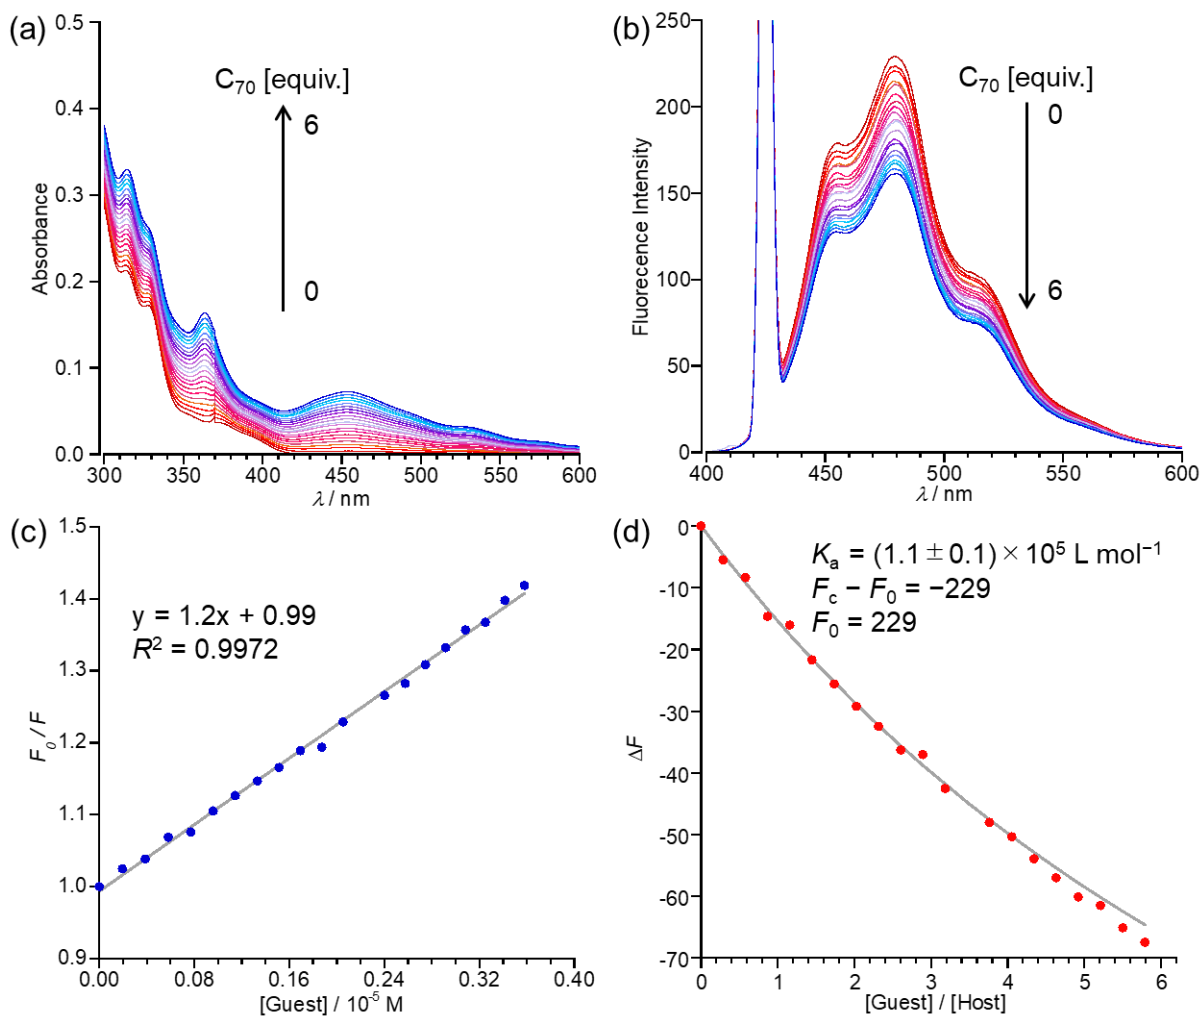 (a)
0.5
0.4
0.3
0.2
0.1
0.0
Absorbance
C₇₀ [equiv.]
6
0
300 350 400 450 500 550 600
λ / nm
(b)
250
200
150
100
50
0
Fluorecence Intensity
C₇₀ [equiv.]
0
6
400 450 500 550 600
λ / nm
(c)
1.5
1.4
1.3
1.2
1.1
1.0
0.9
F₀ / F
y = 1.2x + 0.99
R² = 0.9972
0.00 0.08 0.16 0.24 0.32 0.40
[Guest] / 10⁻⁵ M
(d)
0
-10
-20
-30
-40
-50
-60
-70
ΔF
Kₐ = (1.1 ± 0.1) × 10⁵ L mol⁻¹
F꜀ − F₀ = −229
F₀ = 229
0 1 2 3 4 5 6
[Guest] / [Host]